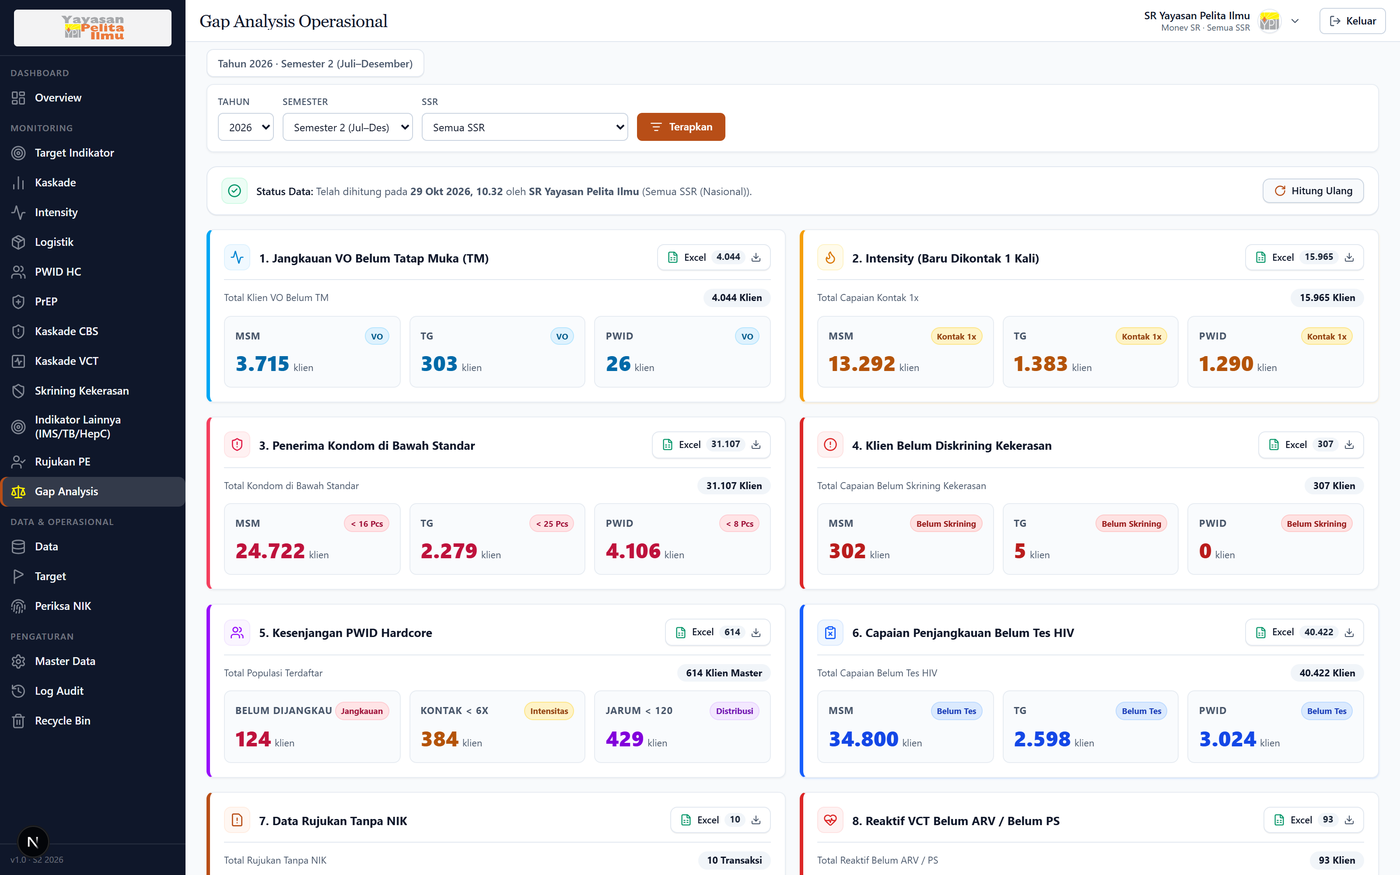 Yayasan
Pelita
Ilmu
DASHBOARD
Overview
MONITORING
Target Indikator
Kaskade
Intensity
Logistik
PWID HC
PrEP
Kaskade CBS
Kaskade VCT
Skrining Kekerasan
Indikator Lainnya
(IMS/TB/HepC)
Rujukan PE
Gap Analysis
DATA & OPERASIONAL
Data
Target
Periksa NIK
PENGATURAN
Master Data
Log Audit
Recycle Bin
N
v1.0 · S2 2026
Gap Analysis Operasional
SR Yayasan Pelita Ilmu
Monev SR · Semua SSR
Keluar
Tahun 2026 · Semester 2 (Juli–Desember)
TAHUN SEMESTER SSR
2026 Semester 2 (Jul–Des) Semua SSR Terapkan
Status Data: Telah dihitung pada 29 Okt 2026, 10.32 oleh SR Yayasan Pelita Ilmu (Semua SSR (Nasional)).
Hitung Ulang
1. Jangkauan VO Belum Tatap Muka (TM) Excel 4.044
Total Klien VO Belum TM 4.044 Klien
MSM VO TG VO PWID VO
3.715 klien 303 klien 26 klien
2. Intensity (Baru Dikontak 1 Kali) Excel 15.965
Total Capaian Kontak 1x 15.965 Klien
MSM Kontak 1x TG Kontak 1x PWID Kontak 1x
13.292 klien 1.383 klien 1.290 klien
3. Penerima Kondom di Bawah Standar Excel 31.107
Total Kondom di Bawah Standar 31.107 Klien
MSM < 16 Pcs TG < 25 Pcs PWID < 8 Pcs
24.722 klien 2.279 klien 4.106 klien
4. Klien Belum Diskrining Kekerasan Excel 307
Total Capaian Belum Skrining Kekerasan 307 Klien
MSM Belum Skrining TG Belum Skrining PWID Belum Skrining
302 klien 5 klien 0 klien
5. Kesenjangan PWID Hardcore Excel 614
Total Populasi Terdaftar 614 Klien Master
BELUM DIJANGKAU Jangkauan KONTAK < 6X Intensitas JARUM < 120 Distribusi
124 klien 384 klien 429 klien
6. Capaian Penjangkauan Belum Tes HIV Excel 40.422
Total Capaian Belum Tes HIV 40.422 Klien
MSM Belum Tes TG Belum Tes PWID Belum Tes
34.800 klien 2.598 klien 3.024 klien
7. Data Rujukan Tanpa NIK Excel 10
Total Rujukan Tanpa NIK 10 Transaksi
8. Reaktif VCT Belum ARV / Belum PS Excel 93
Total Reaktif Belum ARV / PS 93 Klien